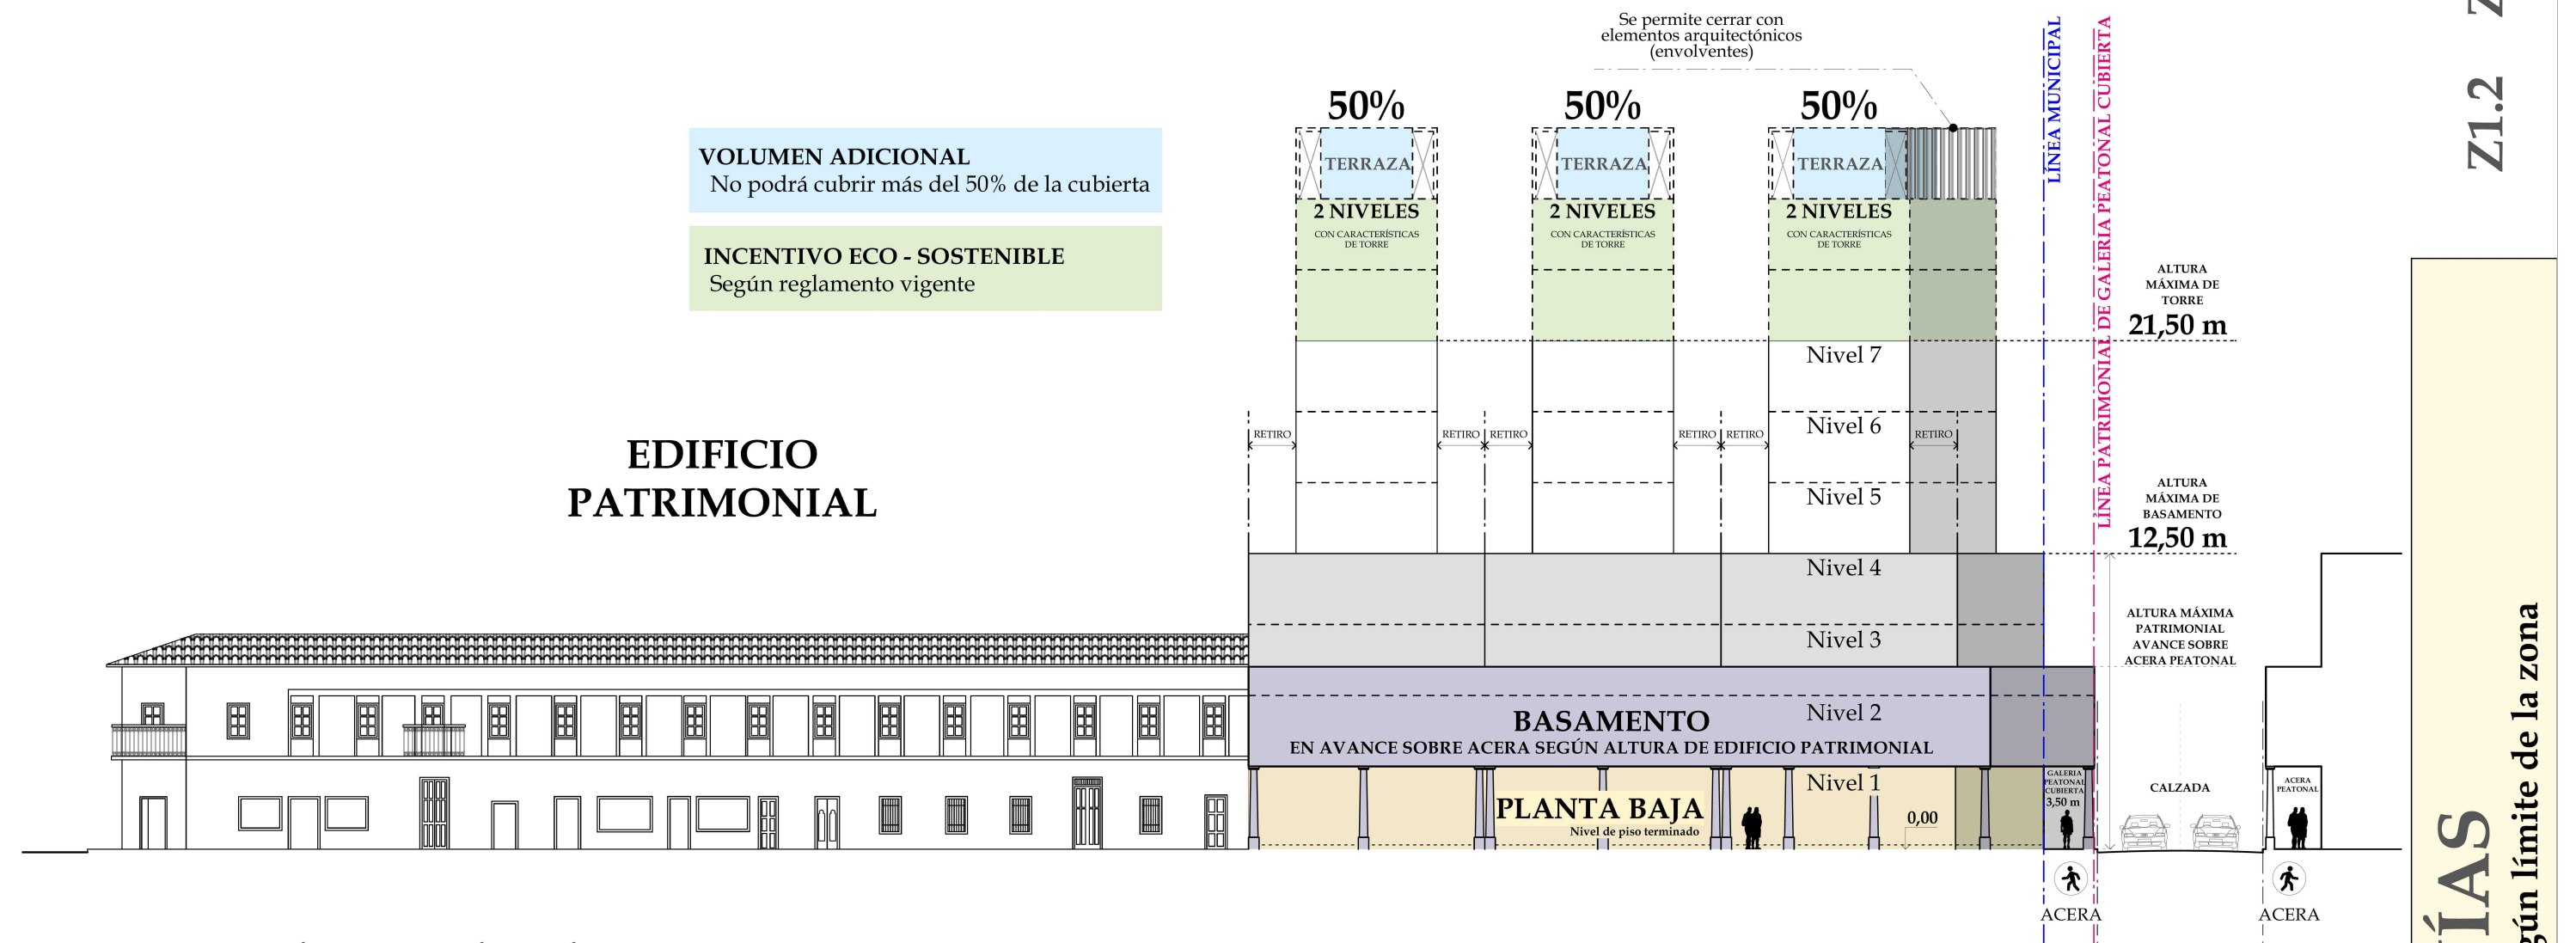 Se permite cerrar con
elementos arquitectónicos
(envolventes)
LÍNEA MUNICIPAL
LÍNEA PATRIMONIAL DE GALERIA PEATONAL CUBIERTA
Z1.2
50%
50%
50%
VOLUMEN ADICIONAL
No podrá cubrir más del 50% de la cubierta
TERRAZA
TERRAZA
TERRAZA
INCENTIVO ECO - SOSTENIBLE
Según reglamento vigente
2 NIVELES
CON CARACTERÍSTICAS
DE TORRE
2 NIVELES
CON CARACTERÍSTICAS
DE TORRE
2 NIVELES
CON CARACTERÍSTICAS
DE TORRE
ALTURA
MÁXIMA DE
TORRE
21,50 m
Nivel 7
Nivel 6
Nivel 5
RETIRO
RETIRO
RETIRO
RETIRO
RETIRO
RETIRO
EDIFICIO
PATRIMONIAL
ALTURA
MÁXIMA DE
BASAMENTO
12,50 m
Nivel 4
Nivel 3
ALTURA MÁXIMA
PATRIMONIAL
AVANCE SOBRE
ACERA PEATONAL
Nivel 2
BASAMENTO
EN AVANCE SOBRE ACERA SEGÚN ALTURA DE EDIFICIO PATRIMONIAL
Nivel 1
PLANTA BAJA
Nivel de piso terminado
0,00
GALERIA
PEATONAL
CUBIERTA
3,50 m
CALZADA
ACERA
PEATONAL
ACERA
ACERA
límite de la zona